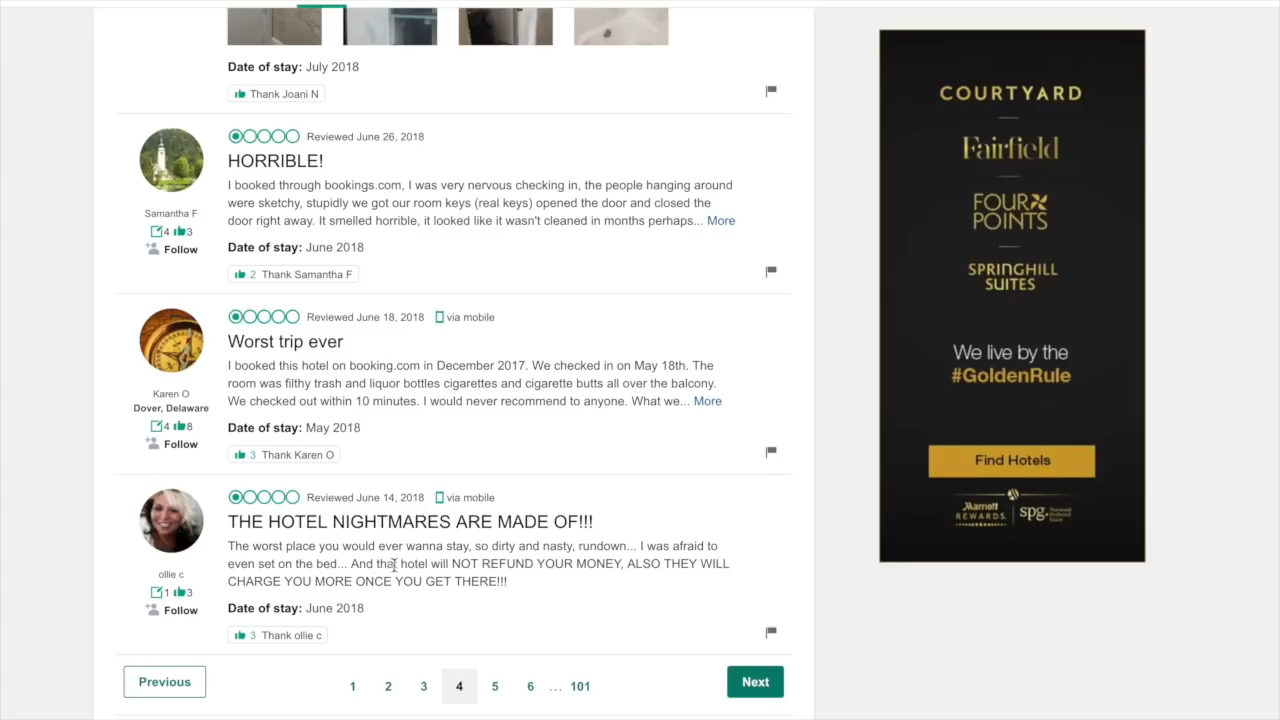 Date of stay: July 2018
Thank Joani N
Reviewed June 26, 2018
HORRIBLE!
I booked through bookings.com, I was very nervous checking in, the people hanging around
were sketchy, stupidly we got our room keys (real keys) opened the door and closed the
door right away. It smelled horrible, it looked like it wasn't cleaned in months perhaps... More
Samantha F
4 3
Follow
Date of stay: June 2018
2 Thank Samantha F
Reviewed June 18, 2018 via mobile
Worst trip ever
I booked this hotel on booking.com in December 2017. We checked in on May 18th. The
room was filthy trash and liquor bottles cigarettes and cigarette butts all over the balcony.
We checked out within 10 minutes. I would never recommend to anyone. What we... More
Karen O
Dover, Delaware
4 8
Follow
Date of stay: May 2018
3 Thank Karen O
Reviewed June 14, 2018 via mobile
THE HOTEL NIGHTMARES ARE MADE OF!!!
The worst place you would ever wanna stay, so dirty and nasty, rundown... I was afraid to
even set on the bed... And that hotel will NOT REFUND YOUR MONEY, ALSO THEY WILL
CHARGE YOU MORE ONCE YOU GET THERE!!!
ollie c
1 3
Follow
Date of stay: June 2018
3 Thank ollie c
Previous 1 2 3 4 5 6 ... 101 Next
COURTYARD
Fairfield
FOUR
POINTS
SPRINGHILL
SUITES
We live by the
#GoldenRule
Find Hotels
Marriott
REWARDS
spg